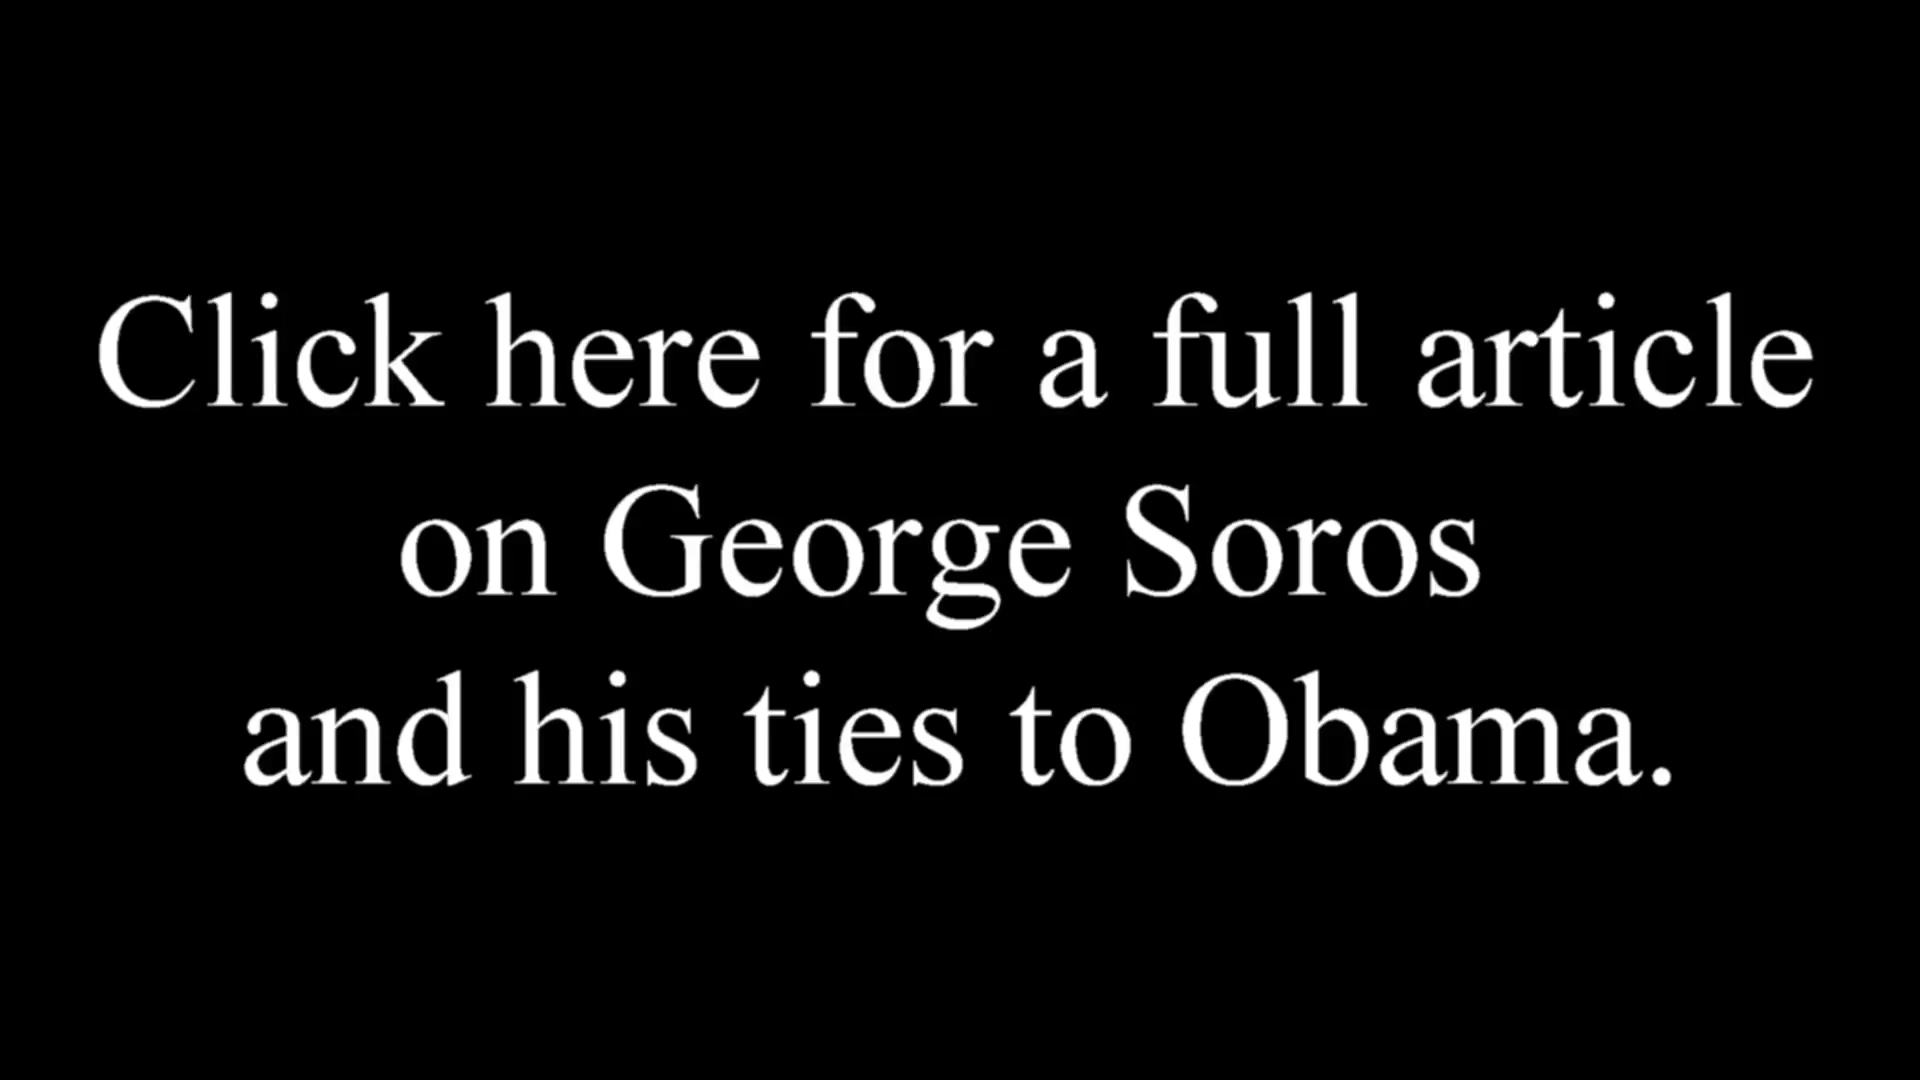 Click here for a full article
on George Soros
and his ties to Obama.